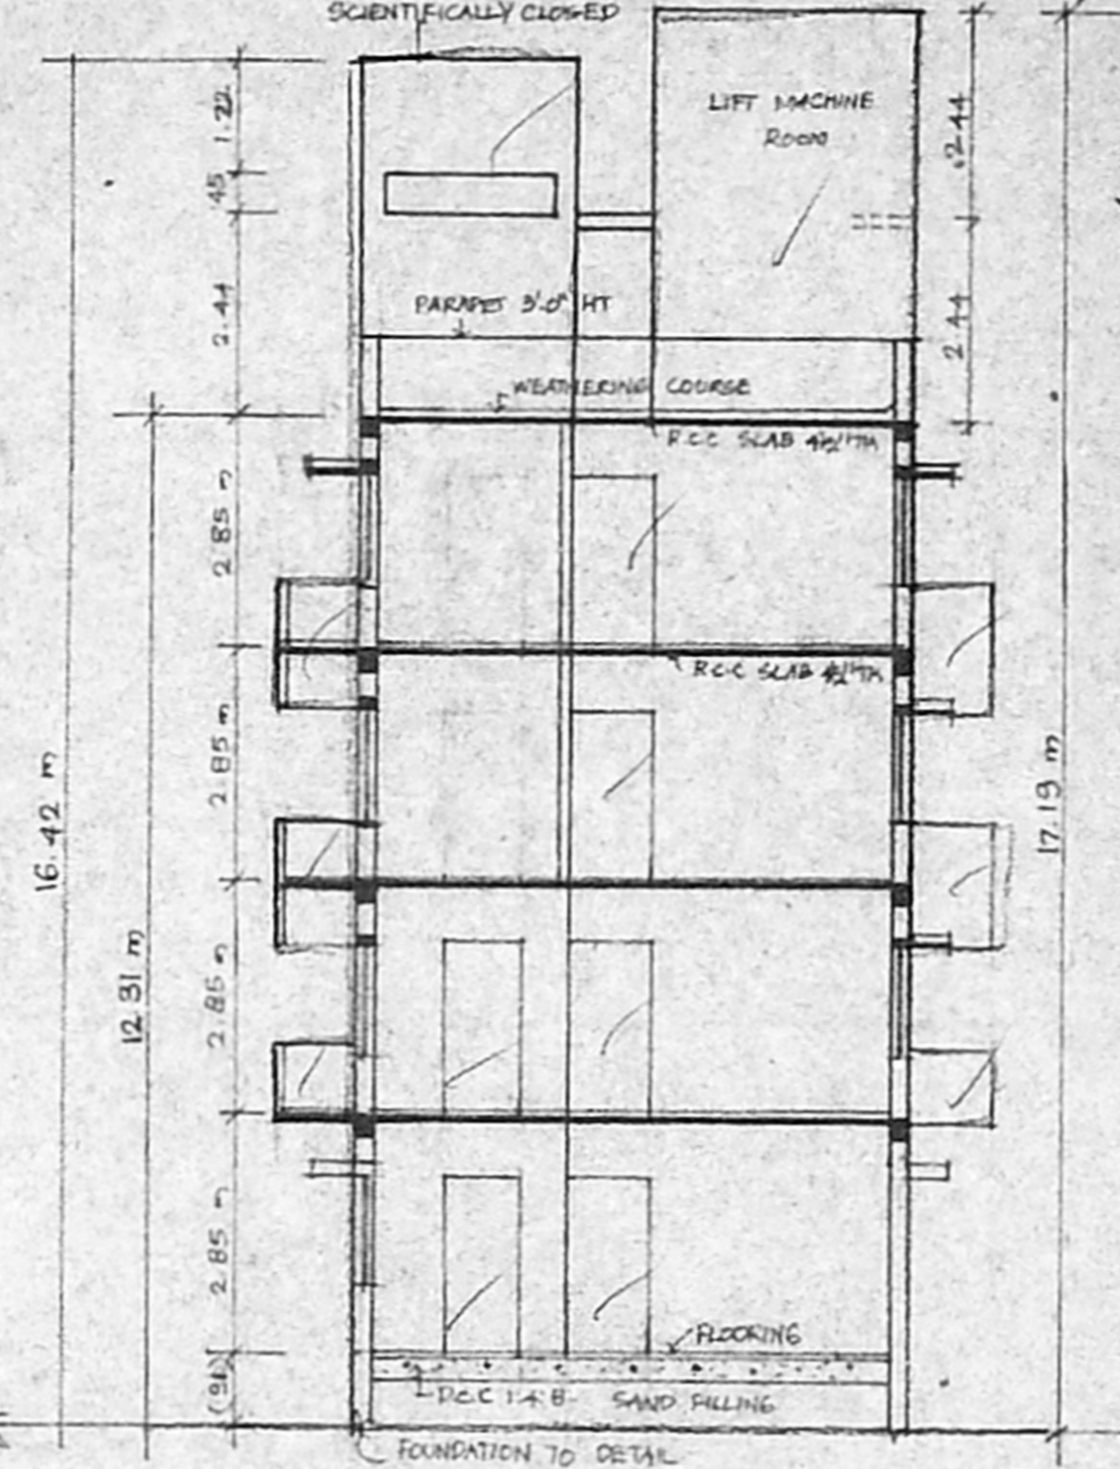 SCIENTIFICALLY CLOSED
1.22
LIFT MACHINE
ROOM
2.44
45
PARAPET 3'.0" HT
2.44
2.44
WEATHERING COURSE
R.C.C SLAB 4½" TK
2.85 m
R.C.C SLAB 4½" TK
2.85 m
16.42 m
17.19 m
12.31 m
2.85 m
2.85 m
FLOORING
(.91)
P.C.C 1:4:8- SAND FILLING
FOUNDATION TO DETAIL